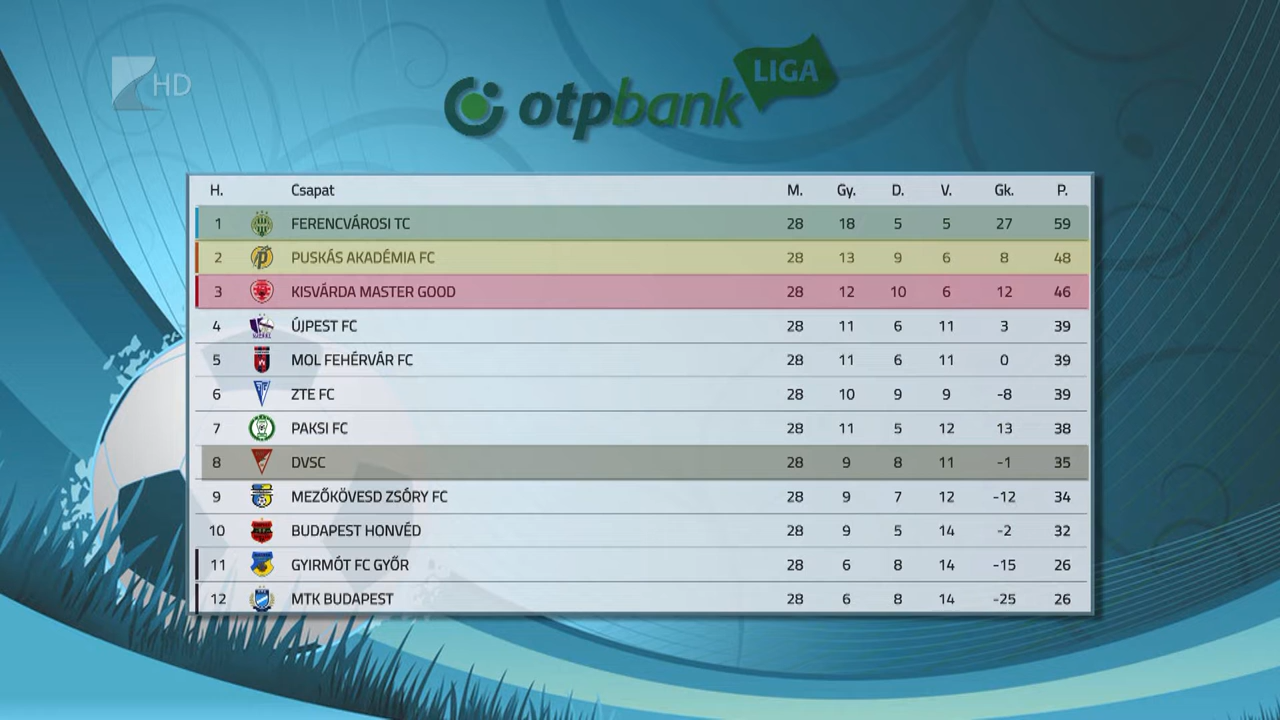 HD
otpbank LIGA
H. Csapat M. Gy. D. V. Gk. P.
1 FERENCVÁROSI TC 28 18 5 5 27 59
2 PUSKÁS AKADÉMIA FC 28 13 9 6 8 48
3 KISVÁRDA MASTER GOOD 28 12 10 6 12 46
4 ÚJPEST FC 28 11 6 11 3 39
5 MOL FEHÉRVÁR FC 28 11 6 11 0 39
6 ZTE FC 28 10 9 9 -8 39
7 PAKSI FC 28 11 5 12 13 38
8 DVSC 28 9 8 11 -1 35
9 MEZŐKÖVESD ZSÓRY FC 28 9 7 12 -12 34
10 BUDAPEST HONVÉD 28 9 5 14 -2 32
11 GYIRMÓT FC GYŐR 28 6 8 14 -15 26
12 MTK BUDAPEST 28 6 8 14 -25 26